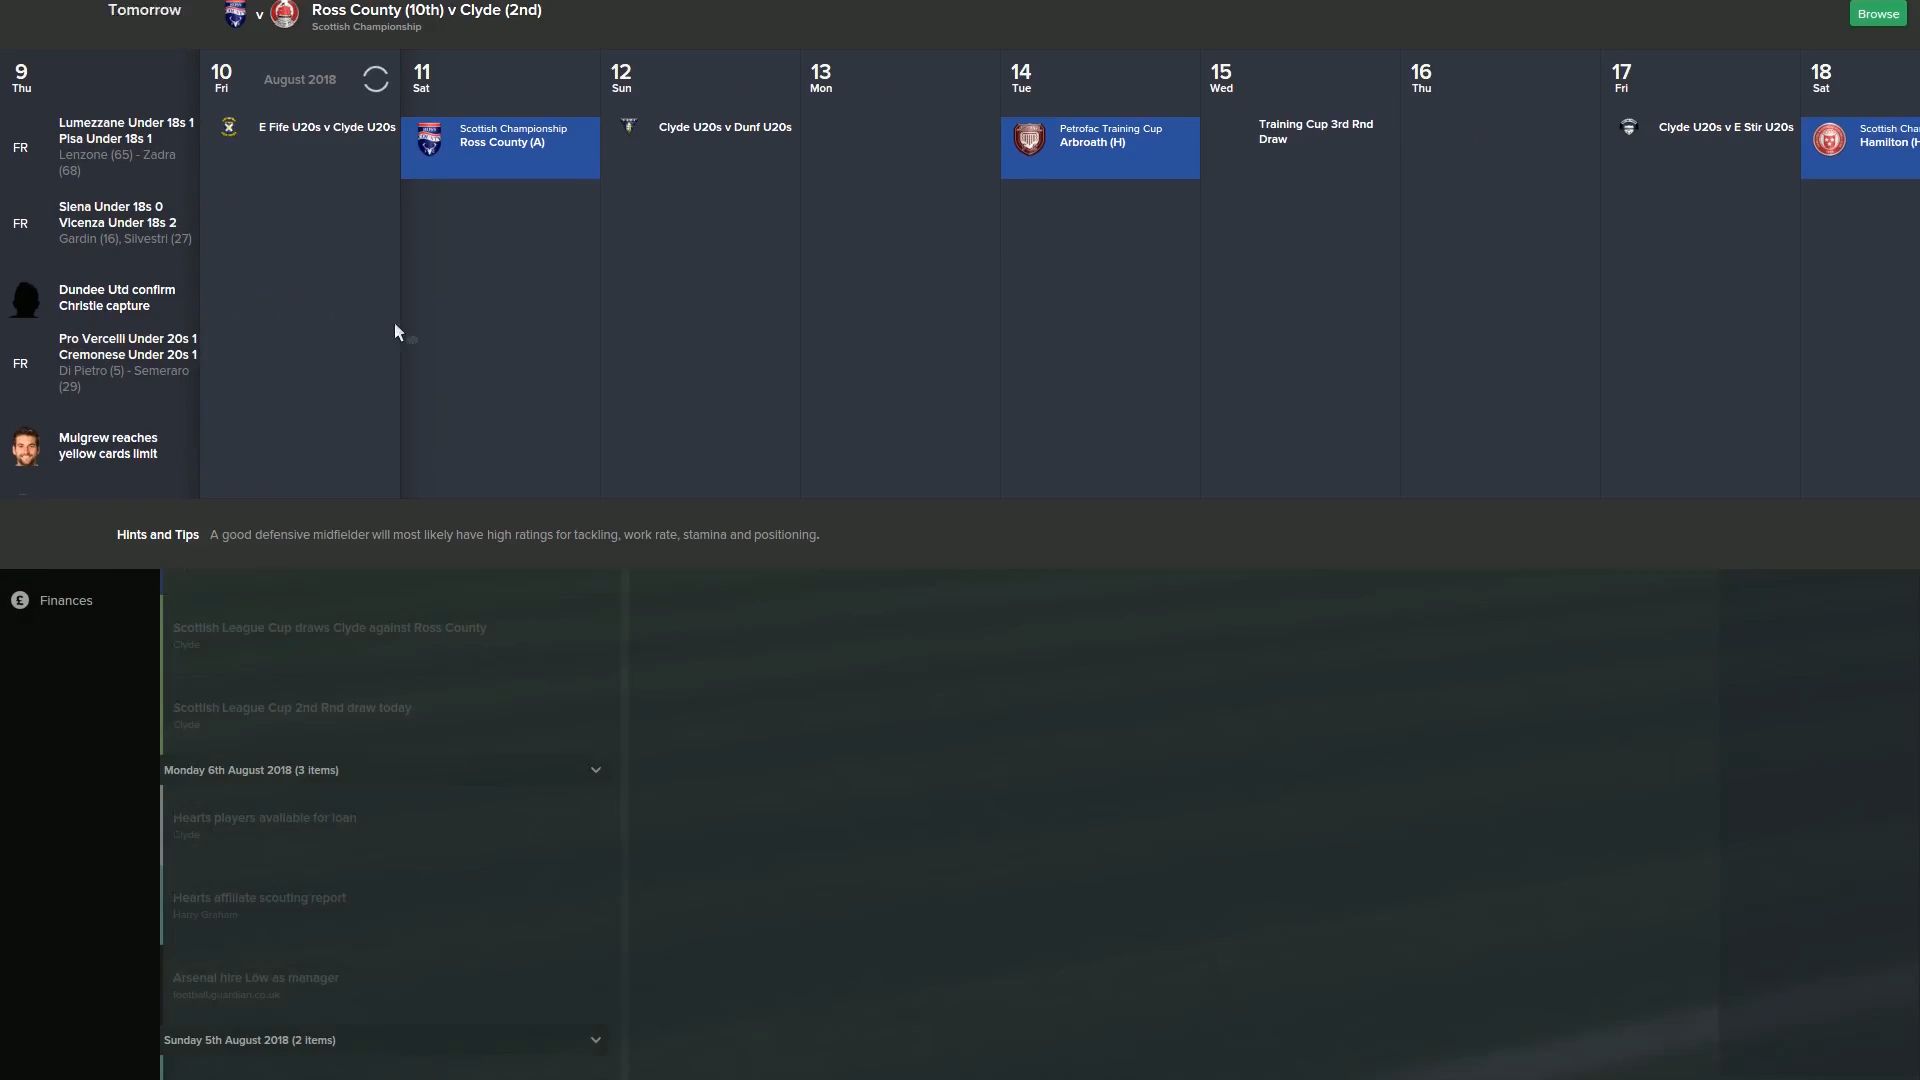 Tomorrow
v
Ross County (10th) v Clyde (2nd)
Scottish Championship
Browse
9
Thu
10
Fri
August 2018
11
Sat
12
Sun
13
Mon
14
Tue
15
Wed
16
Thu
17
Fri
18
Sat
FR
Lumezzane Under 18s 1
Pisa Under 18s 1
Lenzone (65) - Zadra
(68)
FR
Siena Under 18s 0
Vicenza Under 18s 2
Gardin (16), Silvestri (27)
Dundee Utd confirm
Christie capture
FR
Pro Vercelli Under 20s 1
Cremonese Under 20s 1
Di Pietro (5) - Semeraro
(29)
Mulgrew reaches
yellow cards limit
E Fife U20s v Clyde U20s
Scottish Championship
Ross County (A)
Clyde U20s v Dunf U20s
Petrofac Training Cup
Arbroath (H)
Training Cup 3rd Rnd
Draw
Clyde U20s v E Stir U20s
Scottish Cha
Hamilton (H
Hints and Tips
A good defensive midfielder will most likely have high ratings for tackling, work rate, stamina and positioning.
£ Finances
Scottish League Cup draws Clyde against Ross County
Clyde
Scottish League Cup 2nd Rnd draw today
Clyde
Monday 6th August 2018 (3 items)
Hearts players available for loan
Clyde
Hearts affiliate scouting report
Harry Graham
Arsenal hire Löw as manager
football.guardian.co.uk
Sunday 5th August 2018 (2 items)